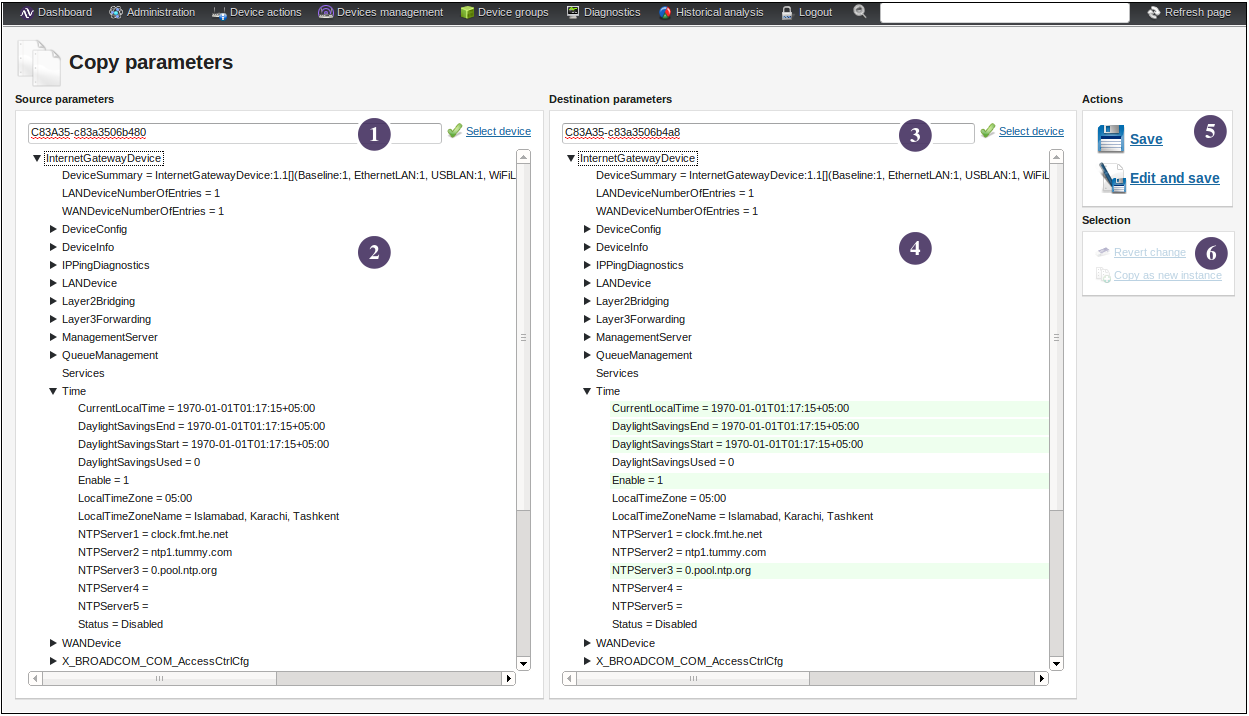 Dashboard Administration Device actions Devices management Device groups Diagnostics Historical analysis Logout Refresh page
Copy parameters
Source parameters
C83A35-c83a3506b480 1 Select device
InternetGatewayDevice
DeviceSummary = InternetGatewayDevice:1.1[](Baseline:1, EthernetLAN:1, USBLAN:1, WiFiL
LANDeviceNumberOfEntries = 1
WANDeviceNumberOfEntries = 1
DeviceConfig
2
DeviceInfo
IPPingDiagnostics
LANDevice
Layer2Bridging
Layer3Forwarding
ManagementServer
QueueManagement
Services
Time
CurrentLocalTime = 1970-01-01T01:17:15+05:00
DaylightSavingsEnd = 1970-01-01T01:17:15+05:00
DaylightSavingsStart = 1970-01-01T01:17:15+05:00
DaylightSavingsUsed = 0
Enable = 1
LocalTimeZone = 05:00
LocalTimeZoneName = Islamabad, Karachi, Tashkent
NTPServer1 = clock.fmt.he.net
NTPServer2 = ntp1.tummy.com
NTPServer3 = 0.pool.ntp.org
NTPServer4 =
NTPServer5 =
Status = Disabled
WANDevice
X_BROADCOM_COM_AccessCtrlCfg
Destination parameters
C83A35-c83a3506b4a8 3 Select device
InternetGatewayDevice
DeviceSummary = InternetGatewayDevice:1.1[](Baseline:1, EthernetLAN:1, USBLAN:1, WiFiL
LANDeviceNumberOfEntries = 1
WANDeviceNumberOfEntries = 1
DeviceConfig
4
DeviceInfo
IPPingDiagnostics
LANDevice
Layer2Bridging
Layer3Forwarding
ManagementServer
QueueManagement
Services
Time
CurrentLocalTime = 1970-01-01T01:17:15+05:00
DaylightSavingsEnd = 1970-01-01T01:17:15+05:00
DaylightSavingsStart = 1970-01-01T01:17:15+05:00
DaylightSavingsUsed = 0
Enable = 1
LocalTimeZone = 05:00
LocalTimeZoneName = Islamabad, Karachi, Tashkent
NTPServer1 = clock.fmt.he.net
NTPServer2 = ntp1.tummy.com
NTPServer3 = 0.pool.ntp.org
NTPServer4 =
NTPServer5 =
Status = Disabled
WANDevice
X_BROADCOM_COM_AccessCtrlCfg
Actions
Save 5
Edit and save
Selection
Revert change 6
Copy as new instance